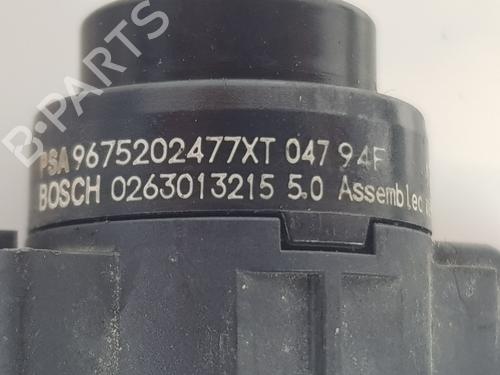 B-PARTS
PSA 9675202477XT 047 94F
BOSCH 0263013215 5.0 Assemblec